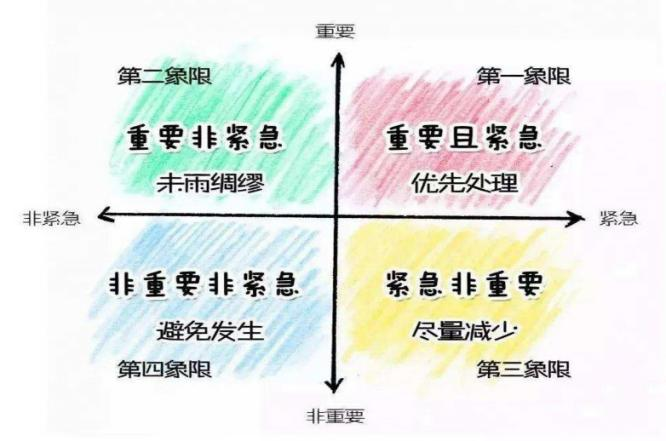 重要
第二象限
第一象限
重要非紧急
重要且紧急
未雨绸缪
优先处理
非紧急
紧急
非重要非紧急
紧急非重要
避免发生
尽量减少
第四象限
第三象限
非重要